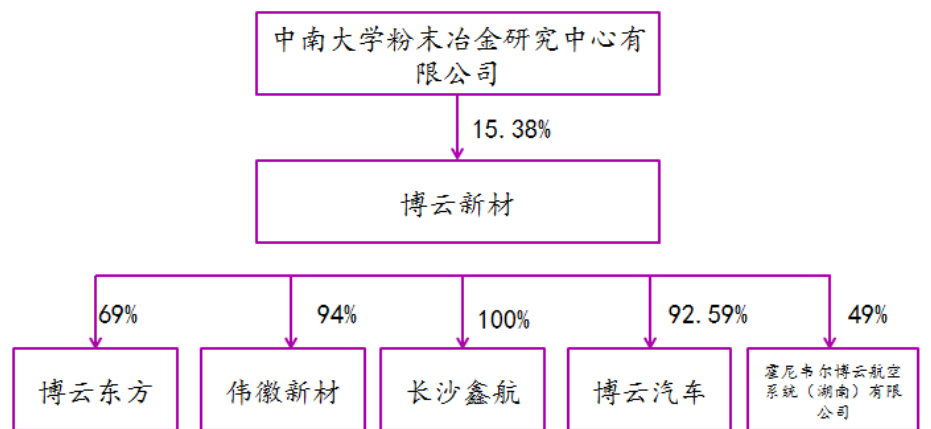 中南大学粉末冶金研究中心有
限公司
15.38%
博云新材
69%
94%
100%
92.59%
49%
博云东方
伟徽新材
长沙鑫航
博云汽车
霍尼韦尔博云航空
系统（湖南）有限
公司